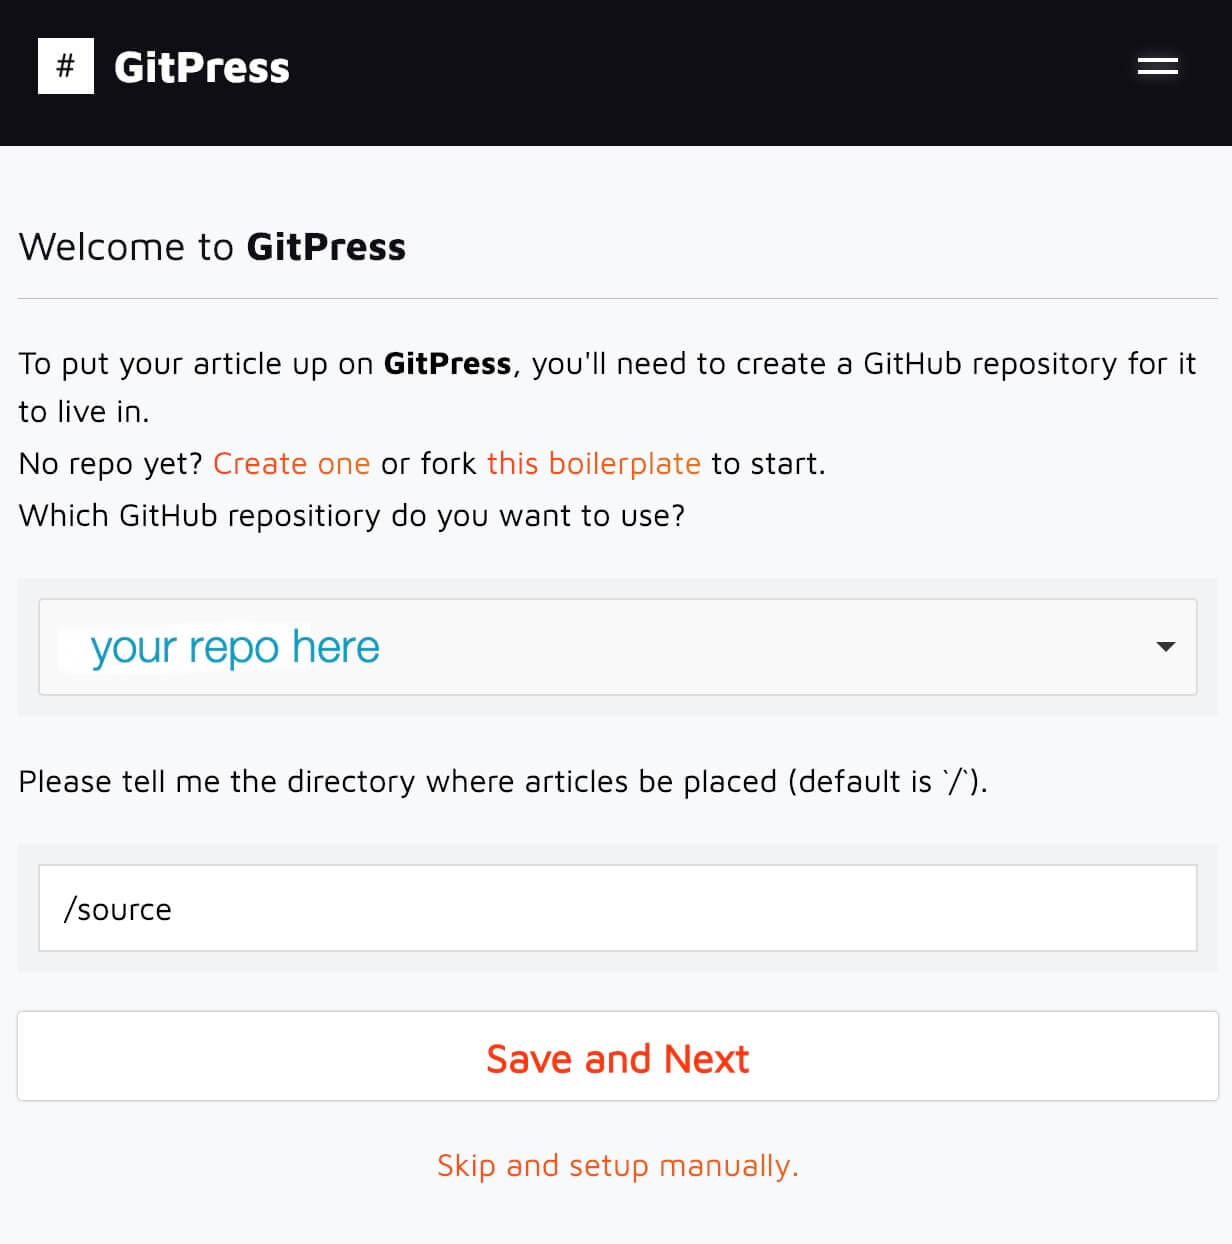 # GitPress
Welcome to GitPress
To put your article up on GitPress, you'll need to create a GitHub repository for it
to live in.
No repo yet? Create one or fork this boilerplate to start.
Which GitHub repositiory do you want to use?
your repo here
Please tell me the directory where articles be placed (default is `/`).
/source
Save and Next
Skip and setup manually.